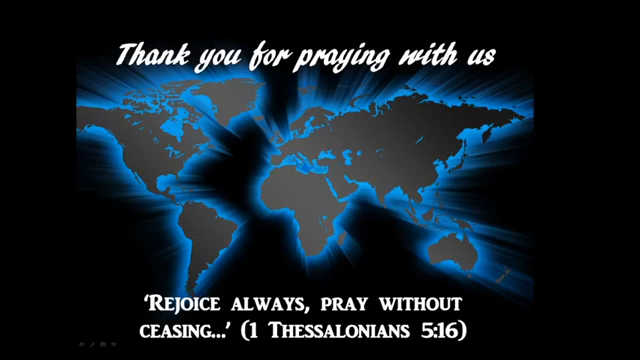 Thank you for praying with us
‘Rejoice always, pray without
ceasing...’ (1 Thessalonians 5:16)